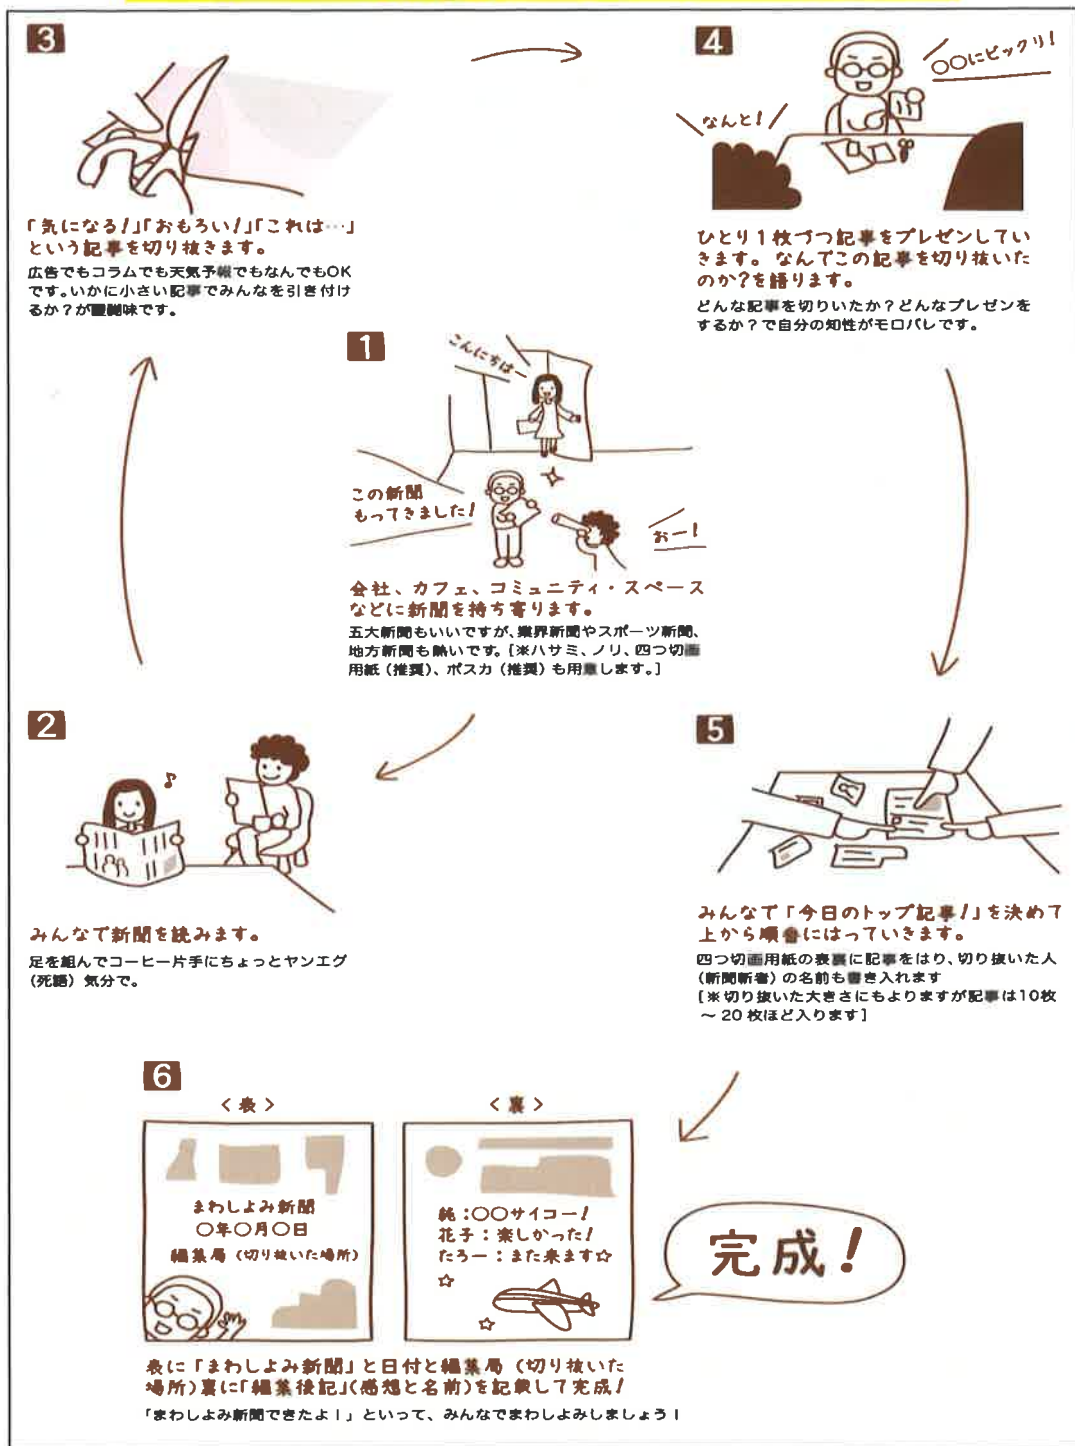 3
「気になる!」「おもろい!」「これは…」
という記事を切り抜きます。
広告でもコラムでも天気予報でもなんでもOK
です。いかに小さい記事でみんなを引き付け
るか？が醍醐味です。
4
○○にビックリ!
なんと!
ひとり1枚づつ記事をプレゼンしてい
きます。なんでこの記事を切り抜いた
のか?を語ります。
どんな記事を切りいたか？どんなプレゼンを
するか？で自分の知性がモロバレです。
1
こんにちはー
この新聞
もってきました!
おー!
会社、カフェ、コミュニティ・スペース
などに新聞を持ち寄ります。
五大新聞もいいですが、業界新聞やスポーツ新聞、
地方新聞も熱いです。[※ハサミ、ノリ、四つ切画
用紙（推奨）、ポスカ（推奨）も用意します。]
2
みんなで新聞を読みます。
足を組んでコーヒー片手にちょっとヤンエグ
（死語）気分で。
5
みんなで「今日のトップ記事!」を決めて
上から順番にはっていきます。
四つ切画用紙の表裏に記事をはり、切り抜いた人
（新聞新者）の名前も書き入れます
[※切り抜いた大きさにもよりますが記事は10枚
～20枚ほど入ります]
6
＜表＞
まわしよみ新聞
○年○月○日
編集局（切り抜いた場所）
＜裏＞
純：○○サイコー!
花子：楽しかった!
たろー：また来ます☆
完成!
表に「まわしよみ新聞」と日付と編集局（切り抜いた
場所）裏に「編集後記」（感想と名前）を記載して完成!
「まわしよみ新聞できたよ！」といって、みんなでまわしよみしましょう！